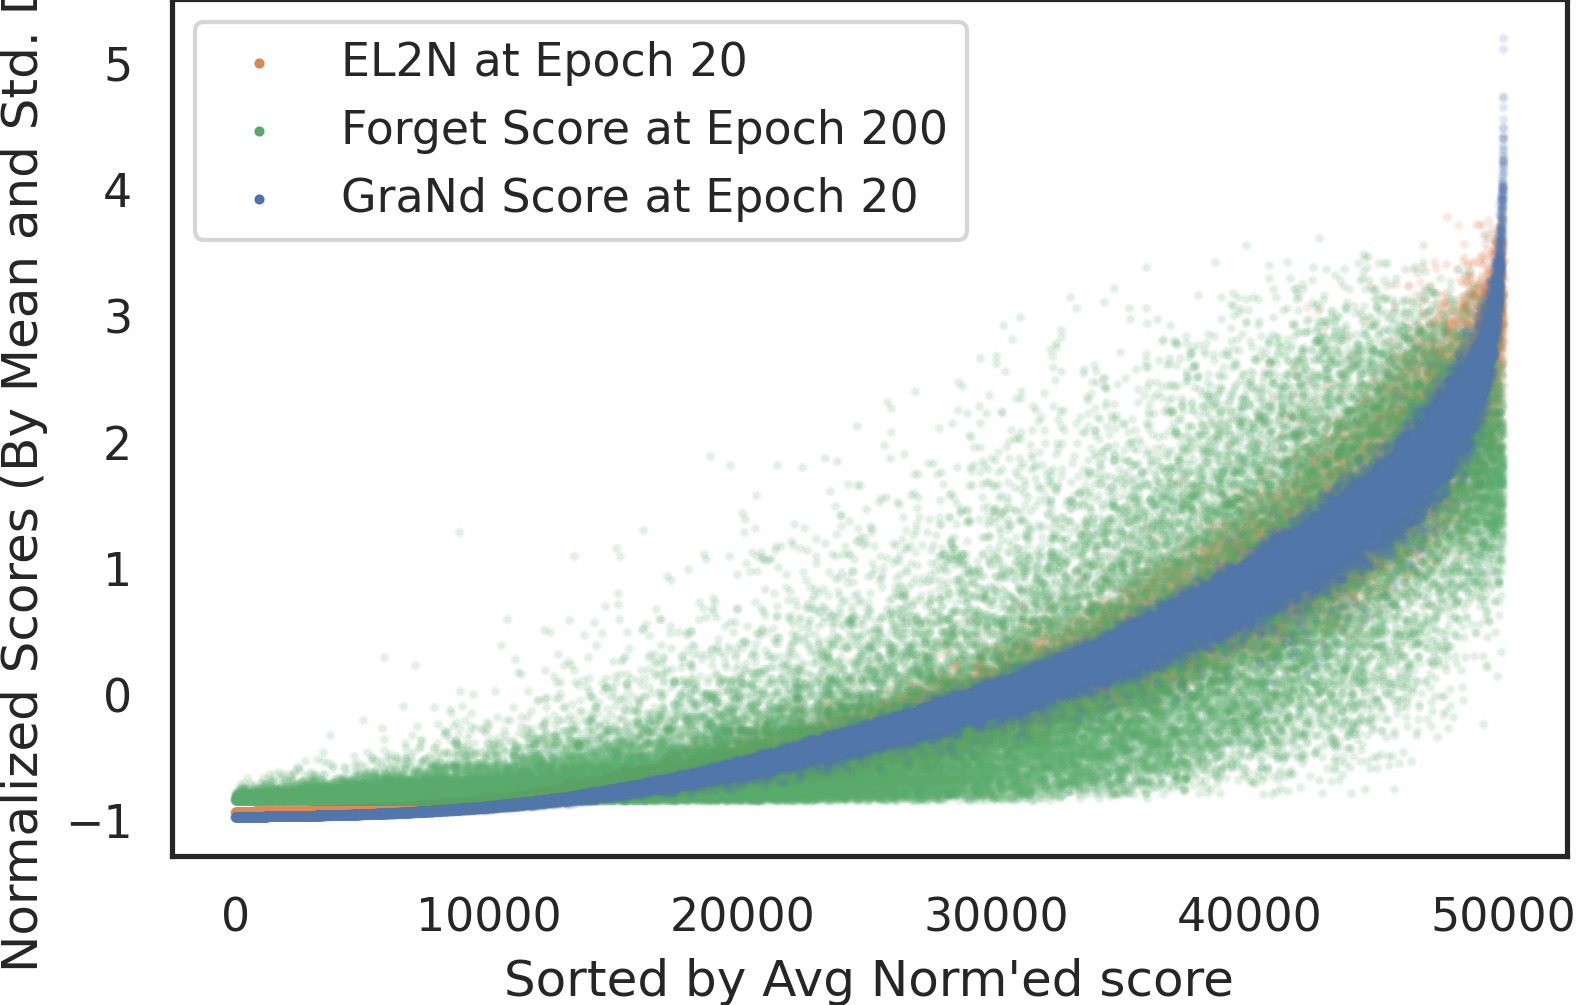 Normalized Scores (By Mean and Std.
5
4
3
2
1
0
−1
EL2N at Epoch 20
Forget Score at Epoch 200
GraNd Score at Epoch 20
0 10000 20000 30000 40000 50000
Sorted by Avg Norm'ed score